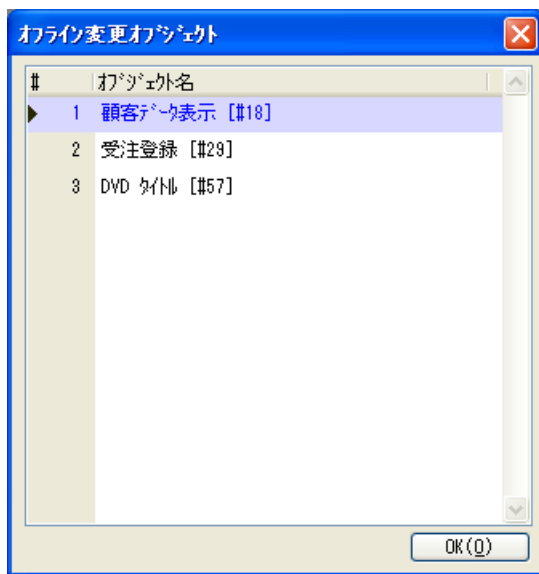 オフライン変更オブジェクト
# オブジェクト名
1 顧客データ表示 [#18]
2 受注登録 [#29]
3 DVD タイトル [#57]
OK(O)